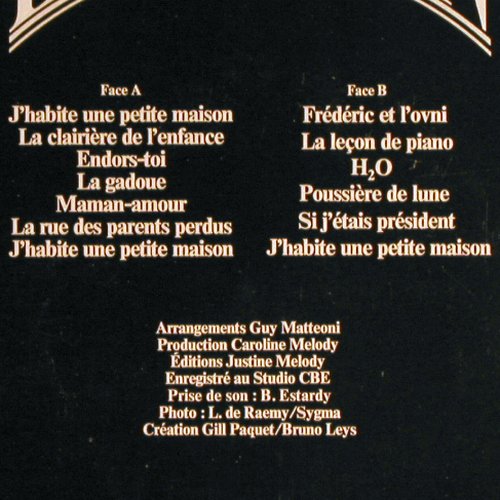 Face A
J'habite une petite maison
La clairière de l'enfance
Endors-toi
La gadoue
Maman-amour
La rue des parents perdus
J'habite une petite maison
Face B
Frédéric et l'ovni
La leçon de piano
H₂O
Poussière de lune
Si j'étais président
J'habite une petite maison
Arrangements Guy Matteoni
Production Caroline Melody
Éditions Justine Melody
Enregistré au Studio CBE
Prise de son : B. Estardy
Photo : L. de Raemy/Sygma
Création Gill Paquet/Bruno Leys